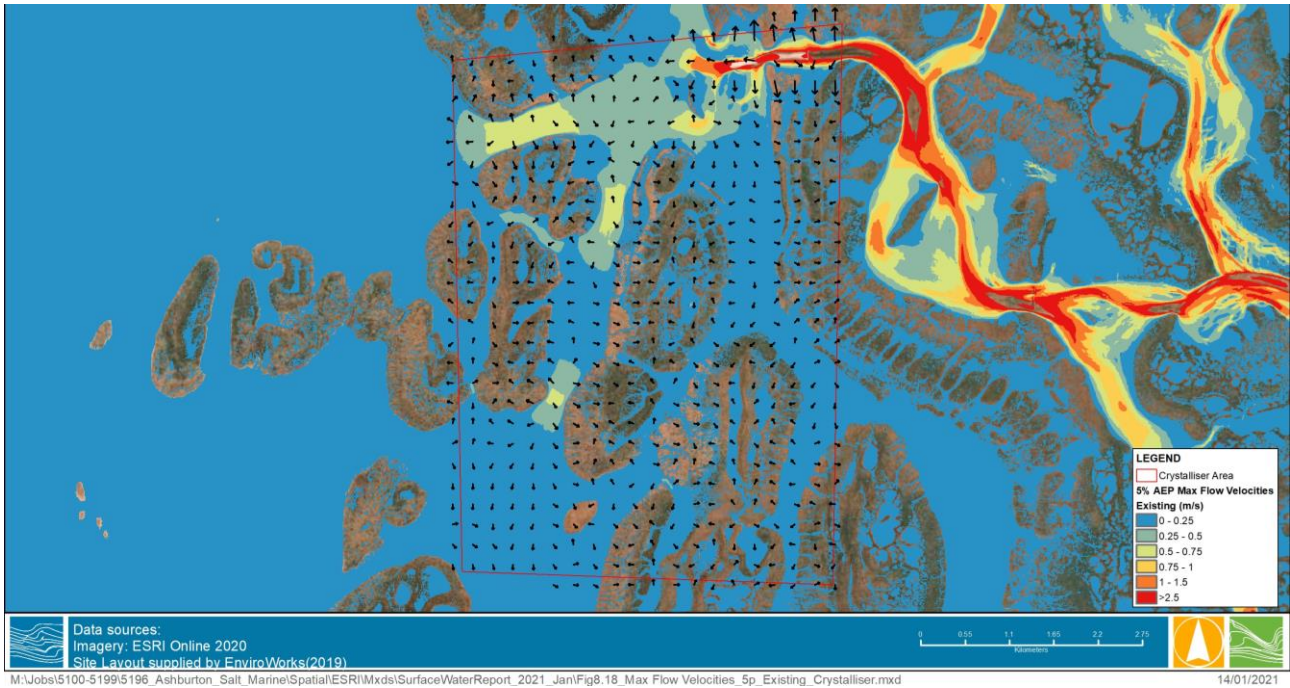 LEGEND
Crystalliser Area
5% AEP Max Flow Velocities
Existing (m/s)
0 - 0.25
0.25 - 0.5
0.5 - 0.75
0.75 - 1
1 - 1.5
>2.5
Data sources:
Imagery: ESRI Online 2020
Site Layout supplied by EnviroWorks(2019)
0 0.55 1.1 1.65 2.2 2.75
Kilometers
M:\Jobs\5100-5199\5196_Ashburton_Salt_Marine\Spatial\ESRI\Mxds\SurfaceWaterReport_2021_Jan\Fig8.18_Max Flow Velocities_5p_Existing_Crystalliser.mxd 14/01/2021